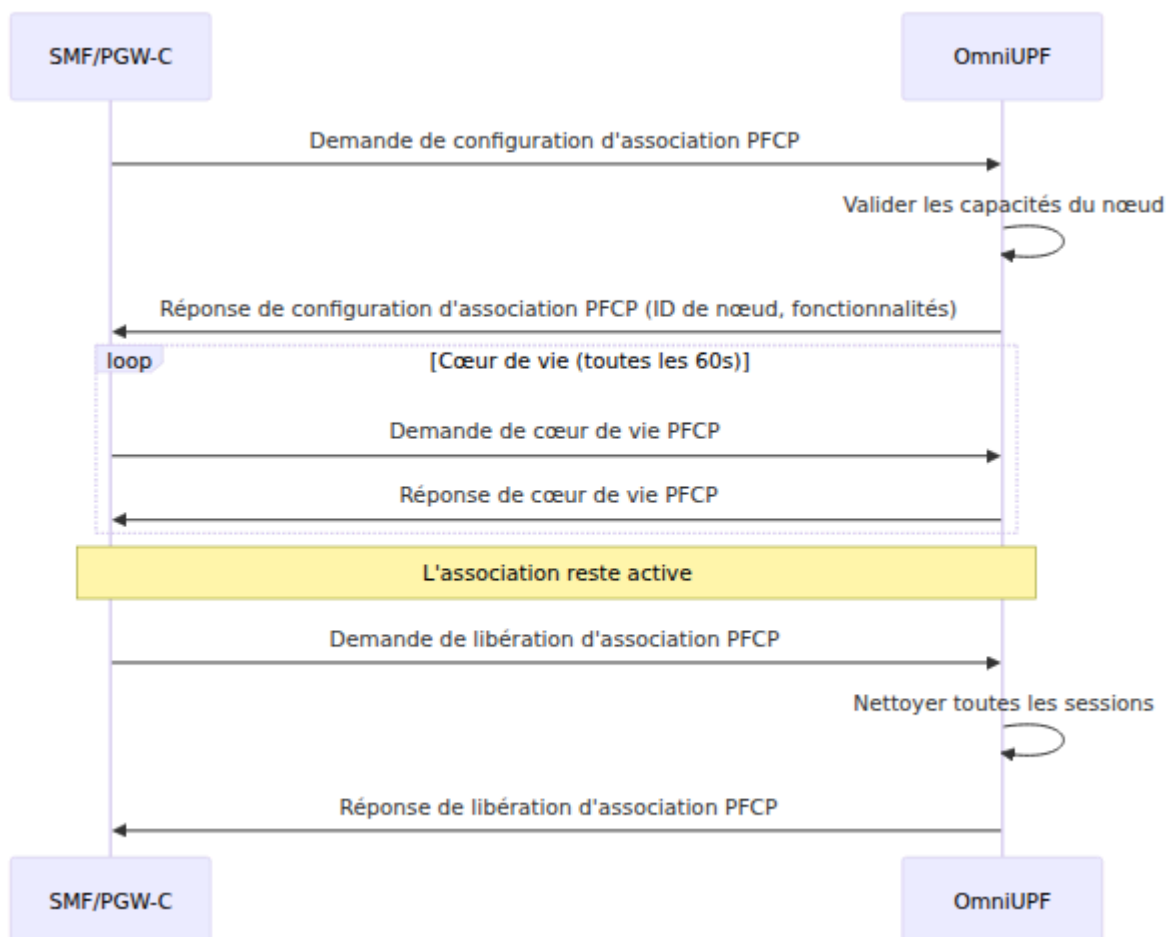 SMF/PGW-C
OmniUPF
Demande de configuration d'association PFCP
Valider les capacités du nœud
Réponse de configuration d'association PFCP (ID de nœud, fonctionnalités)
loop
[Cœur de vie (toutes les 60s)]
Demande de cœur de vie PFCP
Réponse de cœur de vie PFCP
L'association reste active
Demande de libération d'association PFCP
Nettoyer toutes les sessions
Réponse de libération d'association PFCP
SMF/PGW-C
OmniUPF